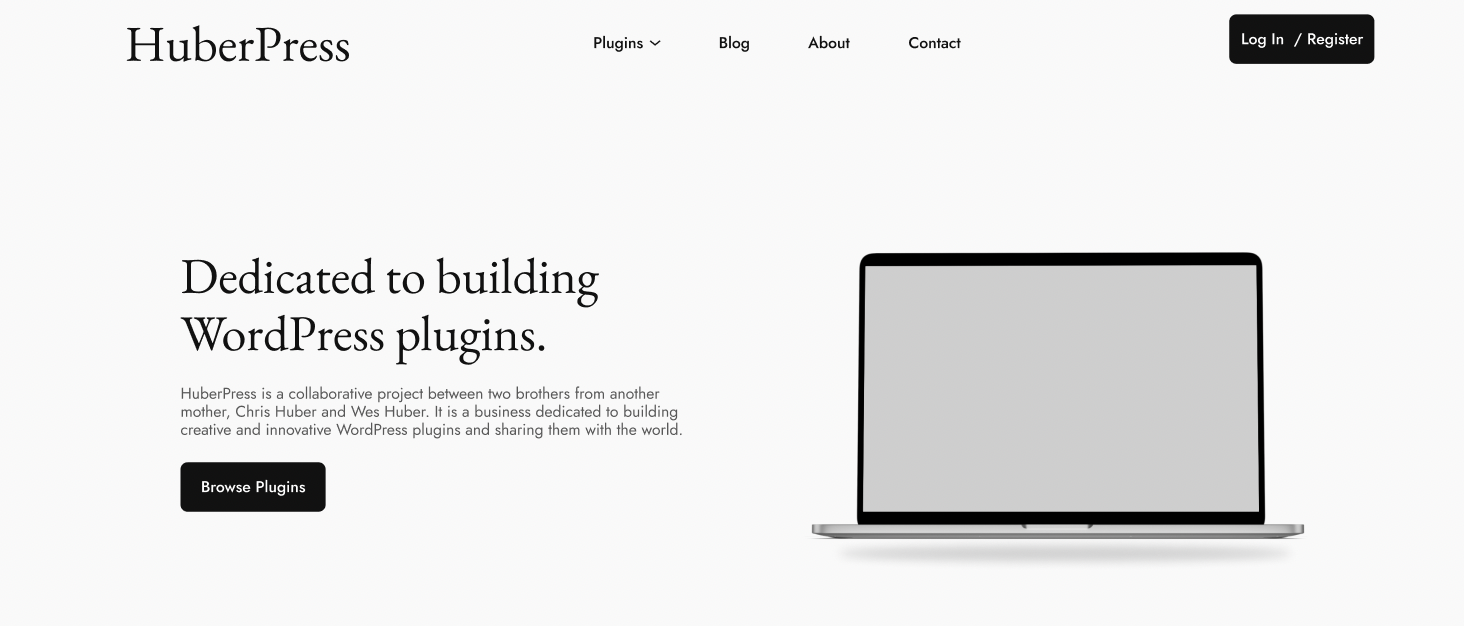 HuberPress
Plugins
Blog
About
Contact
Log In / Register
Dedicated to building
WordPress plugins.
HuberPress is a collaborative project between two brothers from another
mother, Chris Huber and Wes Huber. It is a business dedicated to building
creative and innovative WordPress plugins and sharing them with the world.
Browse Plugins